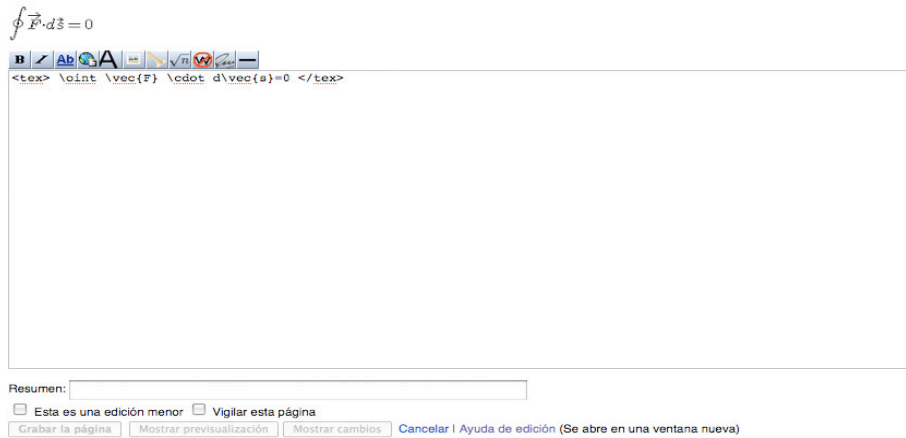 ∮ F⃗·ds⃗ = 0
B I Ab A √n W
<tex> \oint \vec{F} \cdot d\vec{s}=0 </tex>
Resumen:
Esta es una edición menor Vigilar esta página
Grabar la página Mostrar previsualización Mostrar cambios Cancelar | Ayuda de edición (Se abre en una ventana nueva)